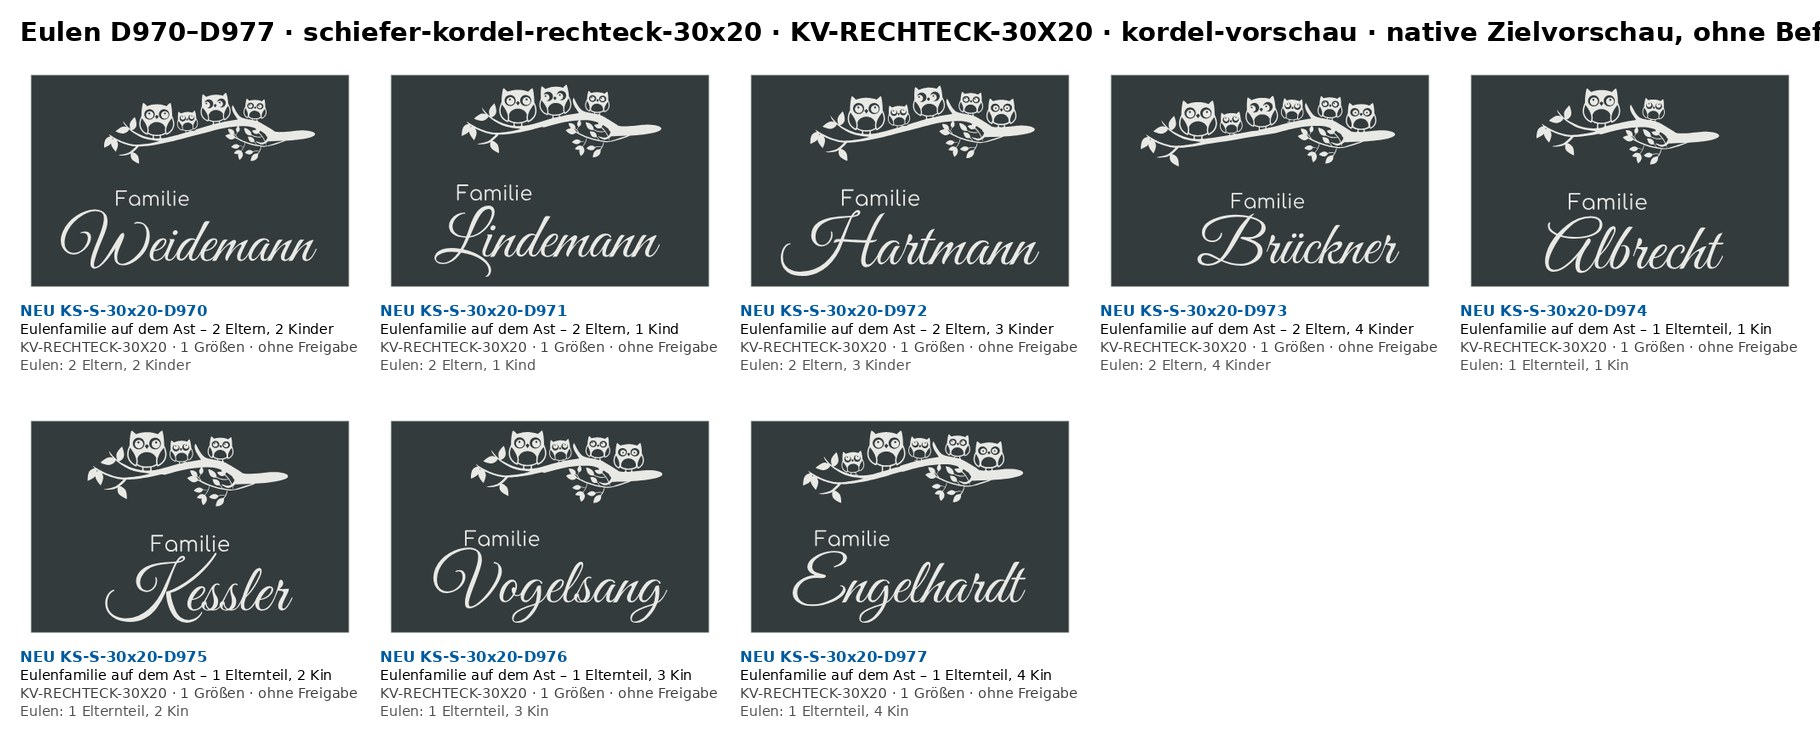 Eulen D970–D977 · schiefer-kordel-rechteck-30x20 · KV-RECHTECK-30X20 · kordel-vorschau · native Zielvorschau, ohne Bef
Familie
Weidemann
NEU KS-S-30x20-D970
Eulenfamilie auf dem Ast – 2 Eltern, 2 Kinder
KV-RECHTECK-30X20 · 1 Größen · ohne Freigabe
Eulen: 2 Eltern, 2 Kinder
Familie
Lindemann
NEU KS-S-30x20-D971
Eulenfamilie auf dem Ast – 2 Eltern, 1 Kind
KV-RECHTECK-30X20 · 1 Größen · ohne Freigabe
Eulen: 2 Eltern, 1 Kind
Familie
Hartmann
NEU KS-S-30x20-D972
Eulenfamilie auf dem Ast – 2 Eltern, 3 Kinder
KV-RECHTECK-30X20 · 1 Größen · ohne Freigabe
Eulen: 2 Eltern, 3 Kinder
Familie
Brückner
NEU KS-S-30x20-D973
Eulenfamilie auf dem Ast – 2 Eltern, 4 Kinder
KV-RECHTECK-30X20 · 1 Größen · ohne Freigabe
Eulen: 2 Eltern, 4 Kinder
Familie
Albrecht
NEU KS-S-30x20-D974
Eulenfamilie auf dem Ast – 1 Elternteil, 1 Kin
KV-RECHTECK-30X20 · 1 Größen · ohne Freigabe
Eulen: 1 Elternteil, 1 Kin
Familie
Kessler
NEU KS-S-30x20-D975
Eulenfamilie auf dem Ast – 1 Elternteil, 2 Kin
KV-RECHTECK-30X20 · 1 Größen · ohne Freigabe
Eulen: 1 Elternteil, 2 Kin
Familie
Vogelsang
NEU KS-S-30x20-D976
Eulenfamilie auf dem Ast – 1 Elternteil, 3 Kin
KV-RECHTECK-30X20 · 1 Größen · ohne Freigabe
Eulen: 1 Elternteil, 3 Kin
Familie
Engelhardt
NEU KS-S-30x20-D977
Eulenfamilie auf dem Ast – 1 Elternteil, 4 Kin
KV-RECHTECK-30X20 · 1 Größen · ohne Freigabe
Eulen: 1 Elternteil, 4 Kin